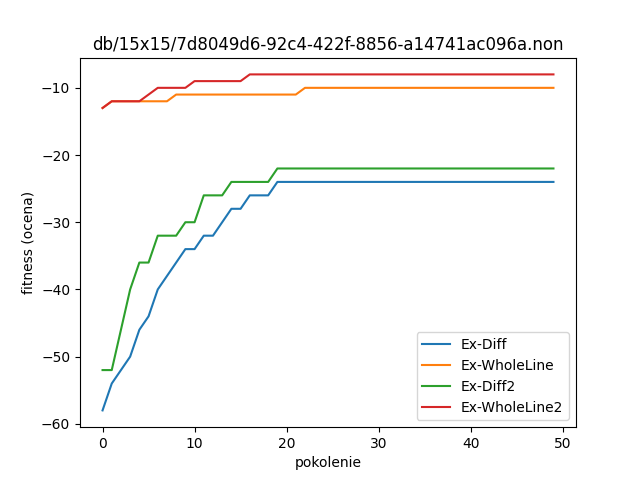 db/15x15/7d8049d6-92c4-422f-8856-a14741ac096a.non
−10
−20
−30
−40
−50
−60
fitness (ocena)
Ex-Diff
Ex-WholeLine
Ex-Diff2
Ex-WholeLine2
0 10 20 30 40 50
pokolenie